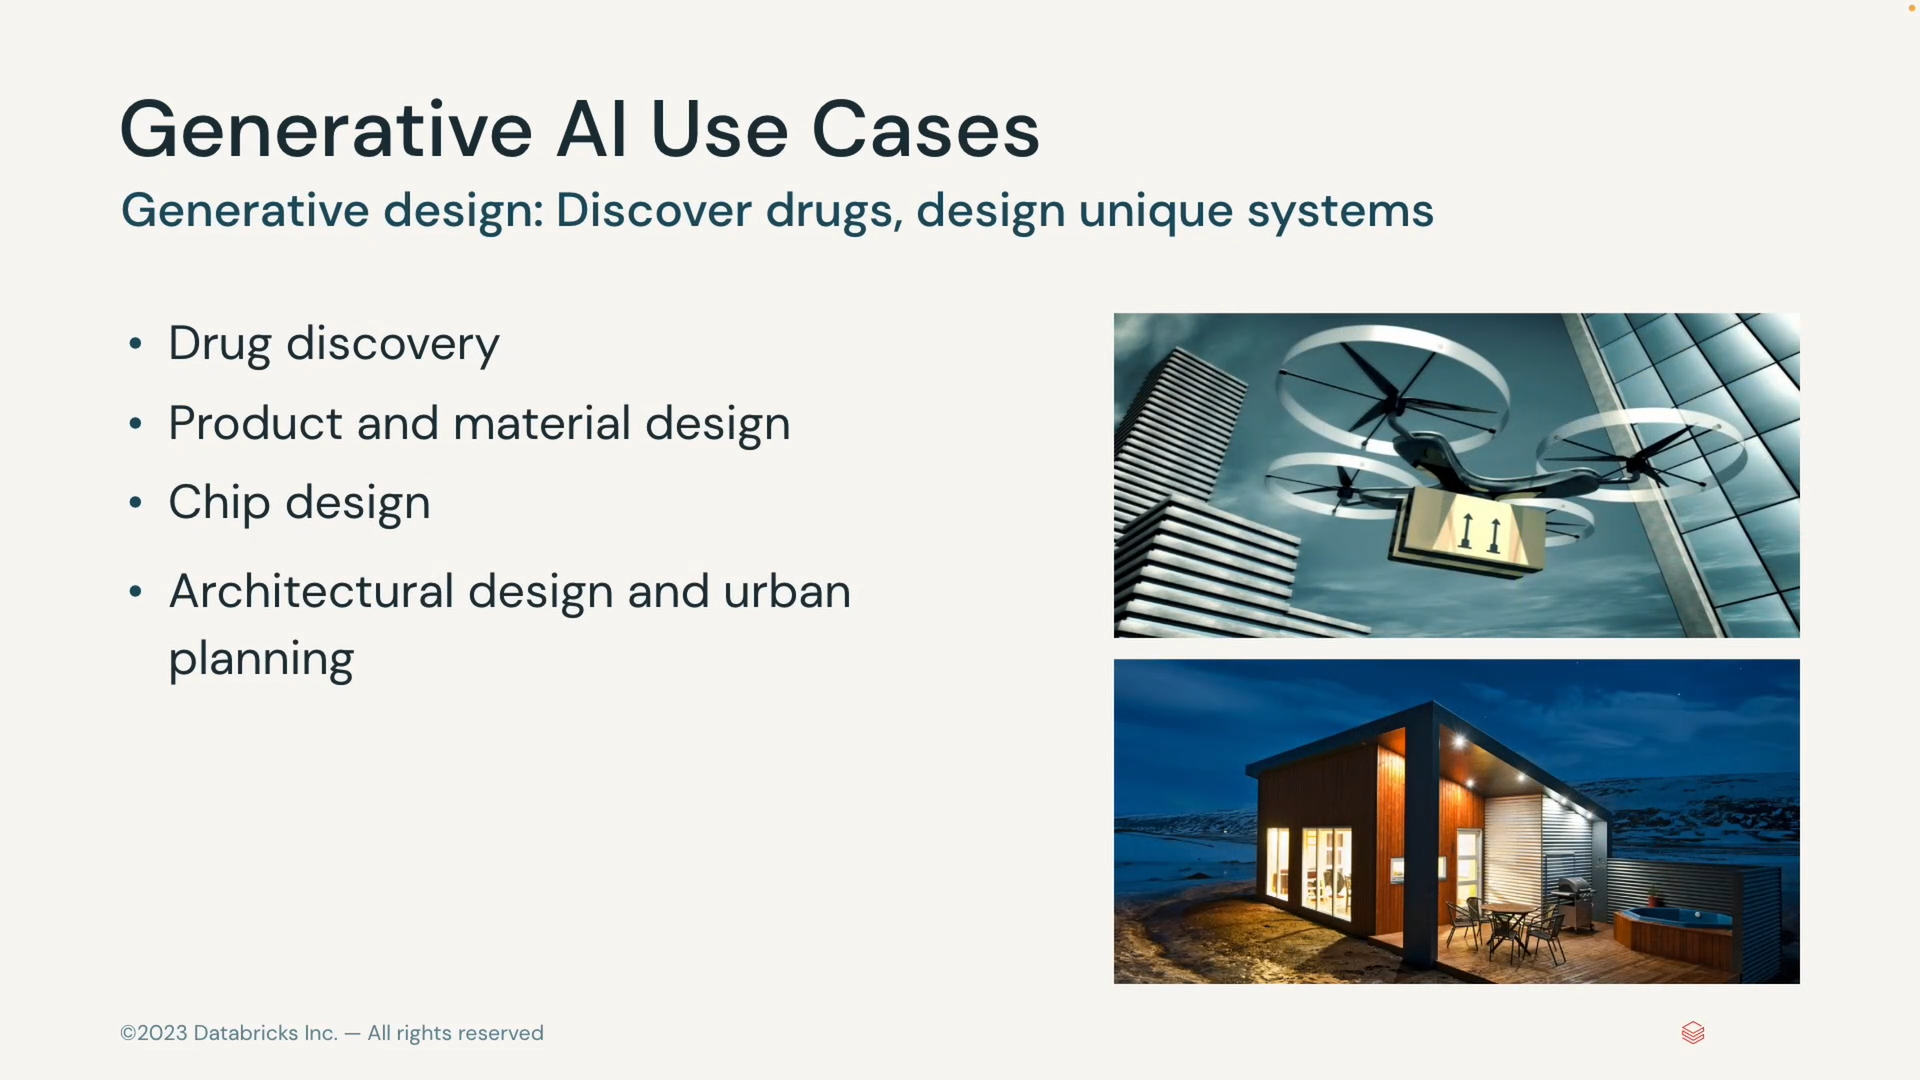 Generative AI Use Cases
Generative design: Discover drugs, design unique systems
• Drug discovery
• Product and material design
• Chip design
• Architectural design and urban
planning
©2023 Databricks Inc. — All rights reserved